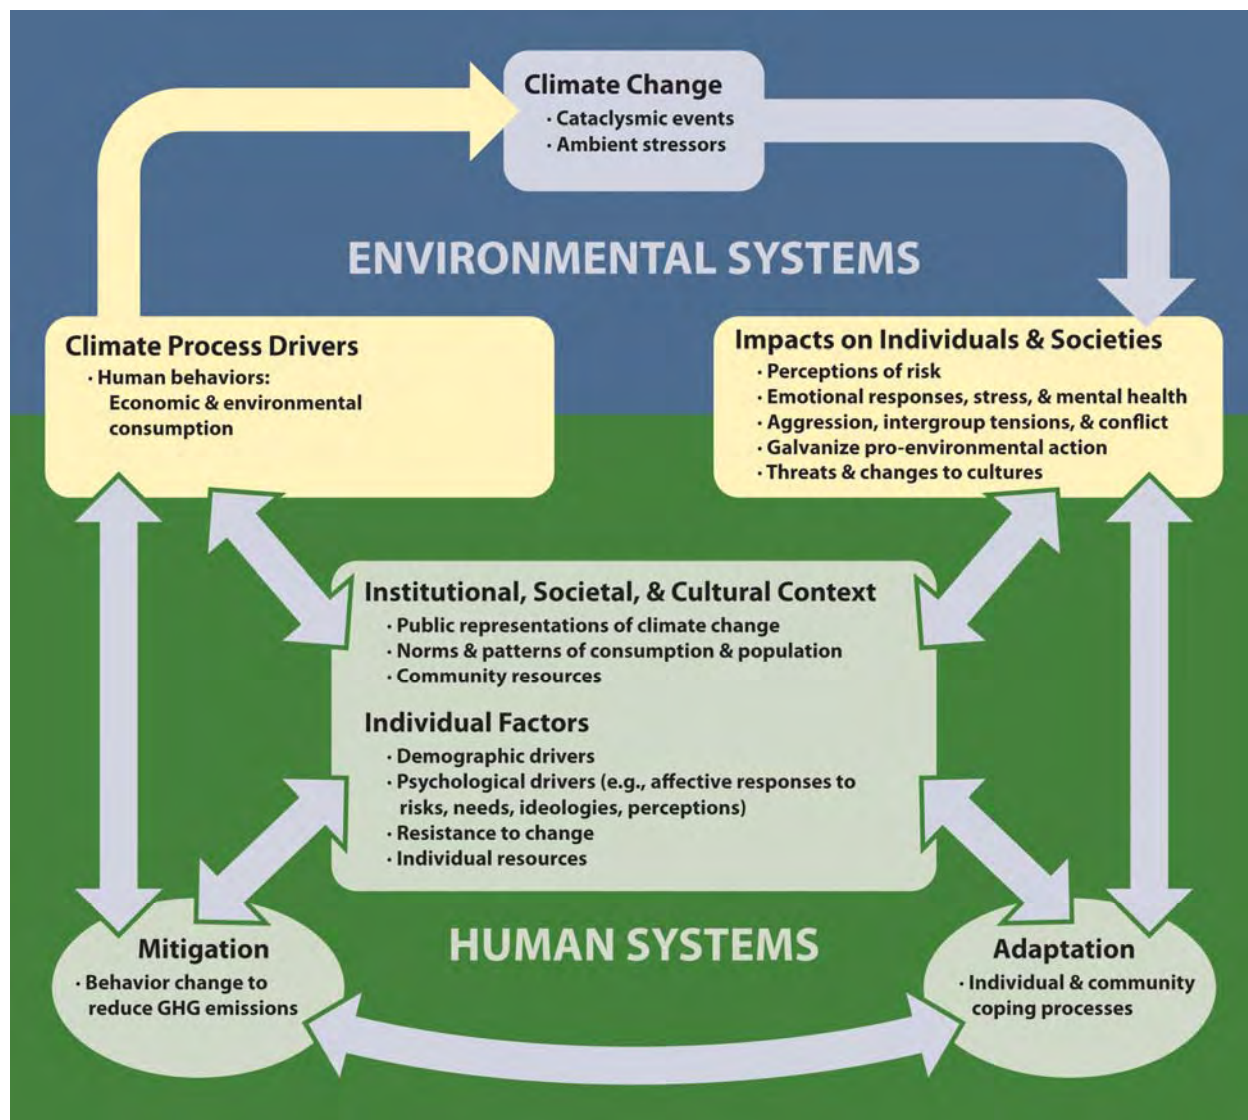 Climate Change
· Cataclysmic events
· Ambient stressors
ENVIRONMENTAL SYSTEMS
Climate Process Drivers
· Human behaviors:
Economic & environmental
consumption
Impacts on Individuals & Societies
· Perceptions of risk
· Emotional responses, stress, & mental health
· Aggression, intergroup tensions, & conflict
· Galvanize pro-environmental action
· Threats & changes to cultures
Institutional, Societal, & Cultural Context
· Public representations of climate change
· Norms & patterns of consumption & population
· Community resources
Individual Factors
· Demographic drivers
· Psychological drivers (e.g., affective responses to
risks, needs, ideologies, perceptions)
· Resistance to change
· Individual resources
HUMAN SYSTEMS
Mitigation
· Behavior change to
reduce GHG emissions
Adaptation
· Individual & community
coping processes